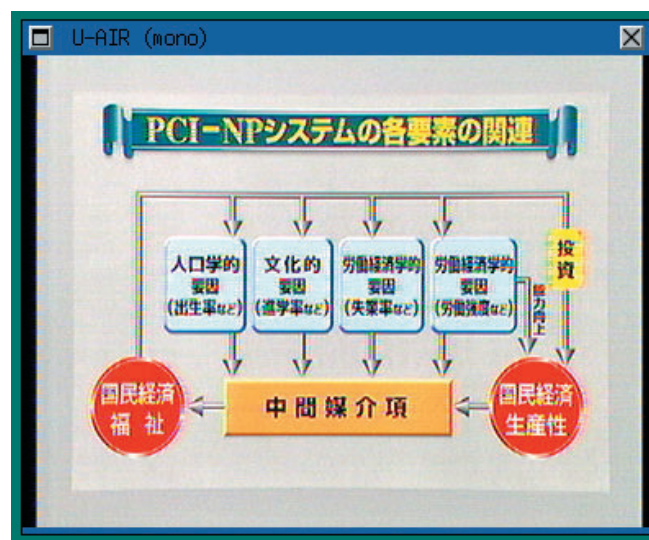 U-AIR (mono)
PCI-NPシステムの各要素の関連
人口学的
要因
(出生率など)
文化的
要因
(進学率など)
労働経済学的
要因
(失業率など)
労働経済学的
要因
(労働強度など)
投資
能力向上
国民経済
福祉
中間媒介項
国民経済
生産性